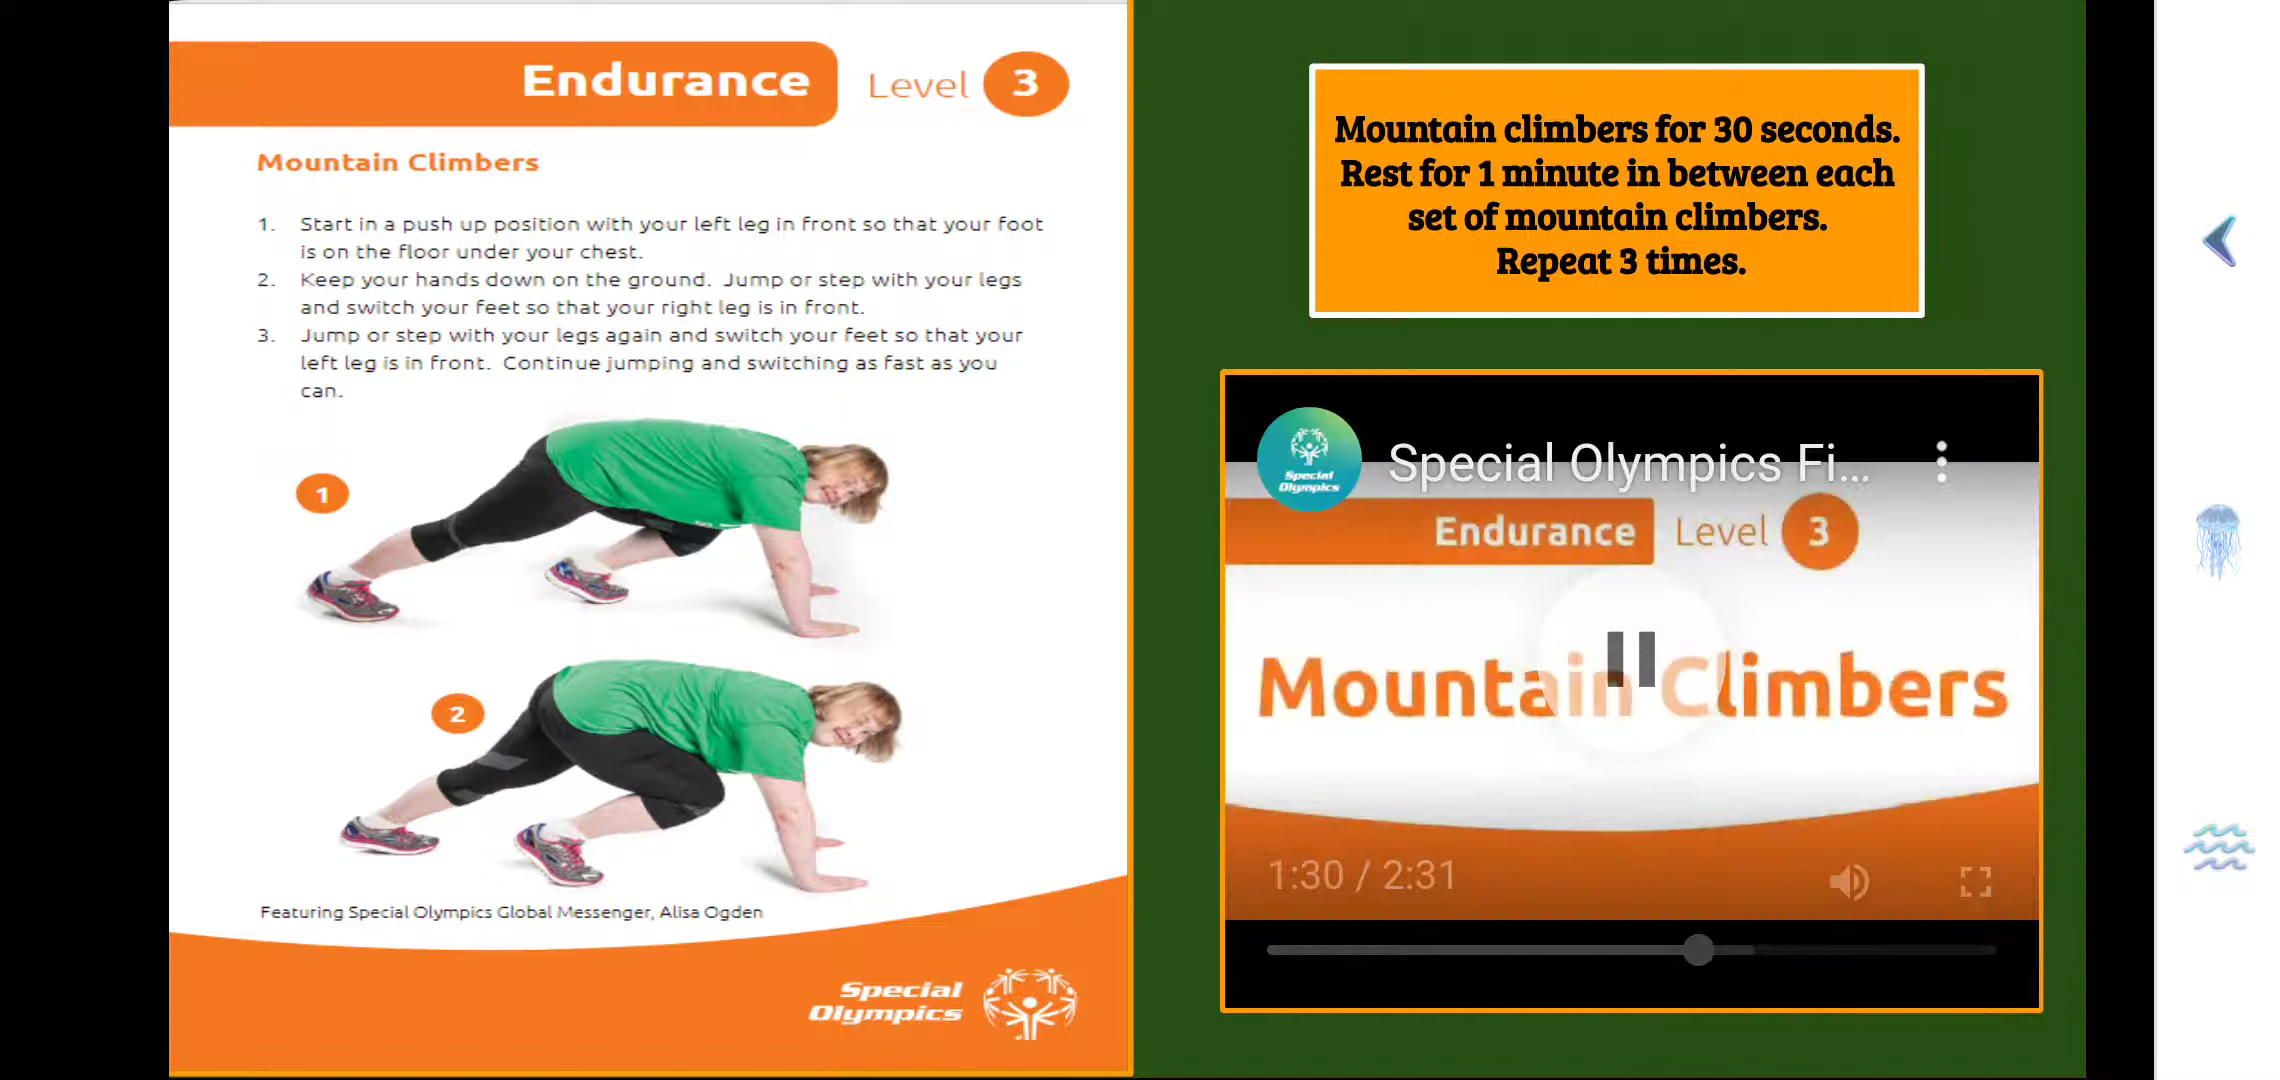 Endurance Level 3
Mountain Climbers
1. Start in a push up position with your left leg in front so that your foot
is on the floor under your chest.
2. Keep your hands down on the ground. Jump or step with your legs
and switch your feet so that your right leg is in front.
3. Jump or step with your legs again and switch your feet so that your
left leg is in front. Continue jumping and switching as fast as you
can.
1
2
Featuring Special Olympics Global Messenger, Alisa Ogden
Special
Olympics
Mountain climbers for 30 seconds.
Rest for 1 minute in between each
set of mountain climbers.
Repeat 3 times.
Special
Olympics
Special Olympics Fi...
Endurance Level 3
Mountain Climbers
1:30 / 2:31